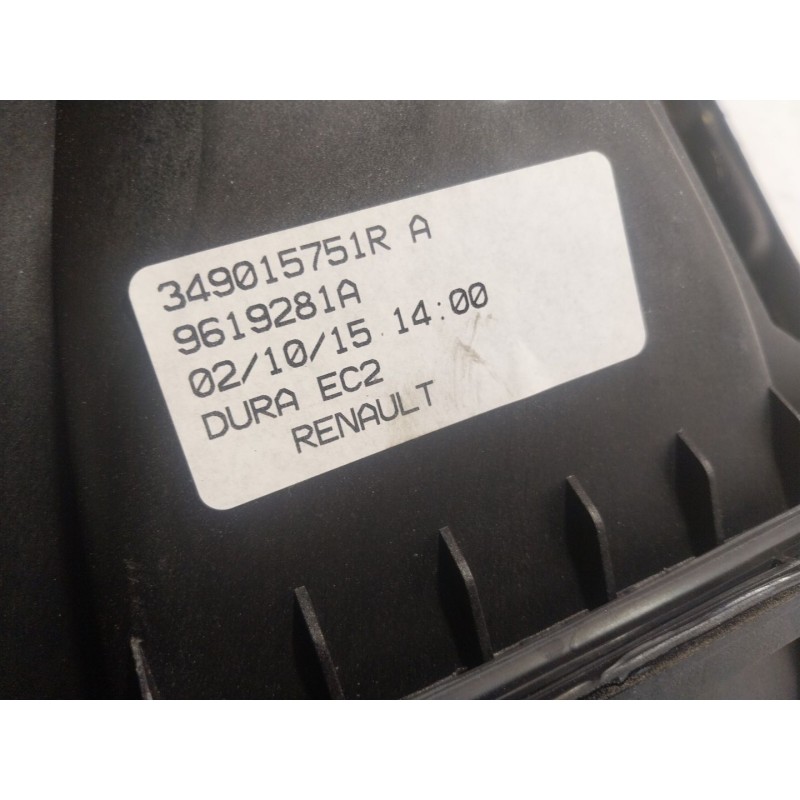 349015751R A
9619281A
02/10/15 14:00
DURA EC2
RENAULT